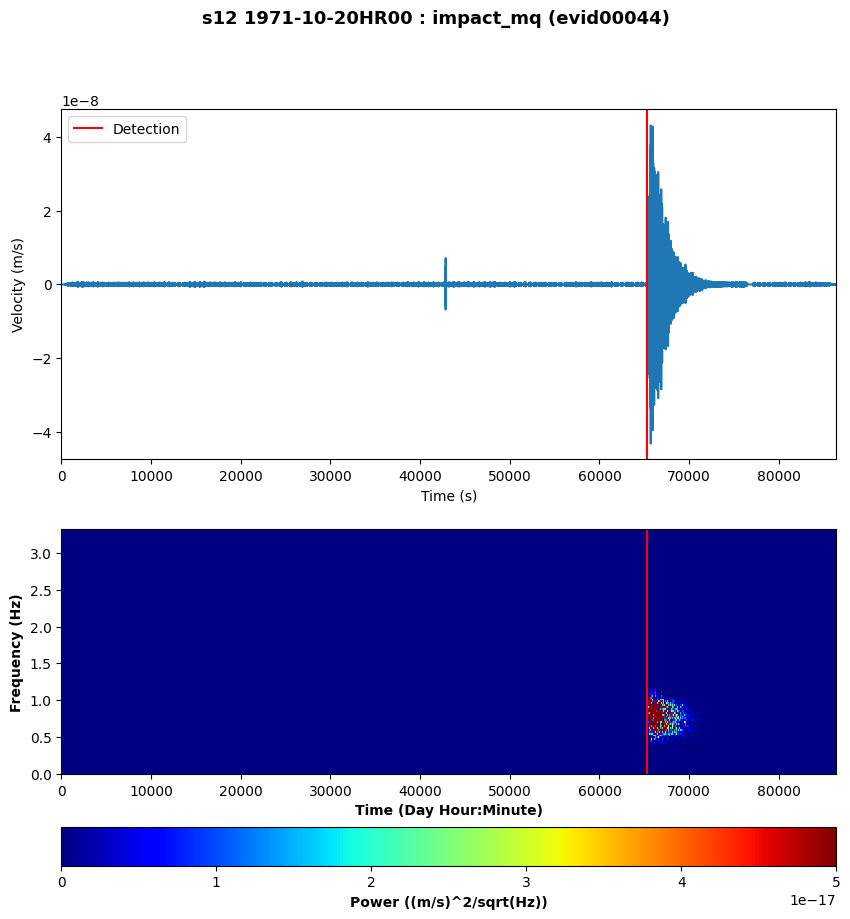 s12 1971-10-20HR00 : impact_mq (evid00044)
1e−8
Detection
4
2
0
−2
−4
Velocity (m/s)
0 10000 20000 30000 40000 50000 60000 70000 80000
Time (s)
3.0
2.5
2.0
1.5
1.0
0.5
0.0
Frequency (Hz)
0 10000 20000 30000 40000 50000 60000 70000 80000
Time (Day Hour:Minute)
0 1 2 3 4 5
1e−17
Power ((m/s)^2/sqrt(Hz))